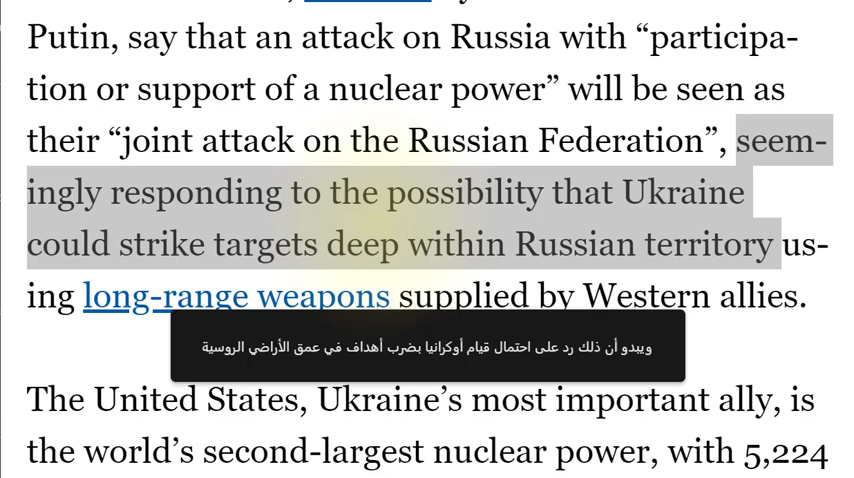 Putin, say that an attack on Russia with “participa-
tion or support of a nuclear power” will be seen as
their “joint attack on the Russian Federation”, seem-
ingly responding to the possibility that Ukraine
could strike targets deep within Russian territory us-
ing long-range weapons supplied by Western allies.
ويبدو أن ذلك رد على احتمال قيام أوكرانيا بضرب أهداف في عمق الأراضي الروسية
The United States, Ukraine’s most important ally, is
the world’s second-largest nuclear power, with 5,224